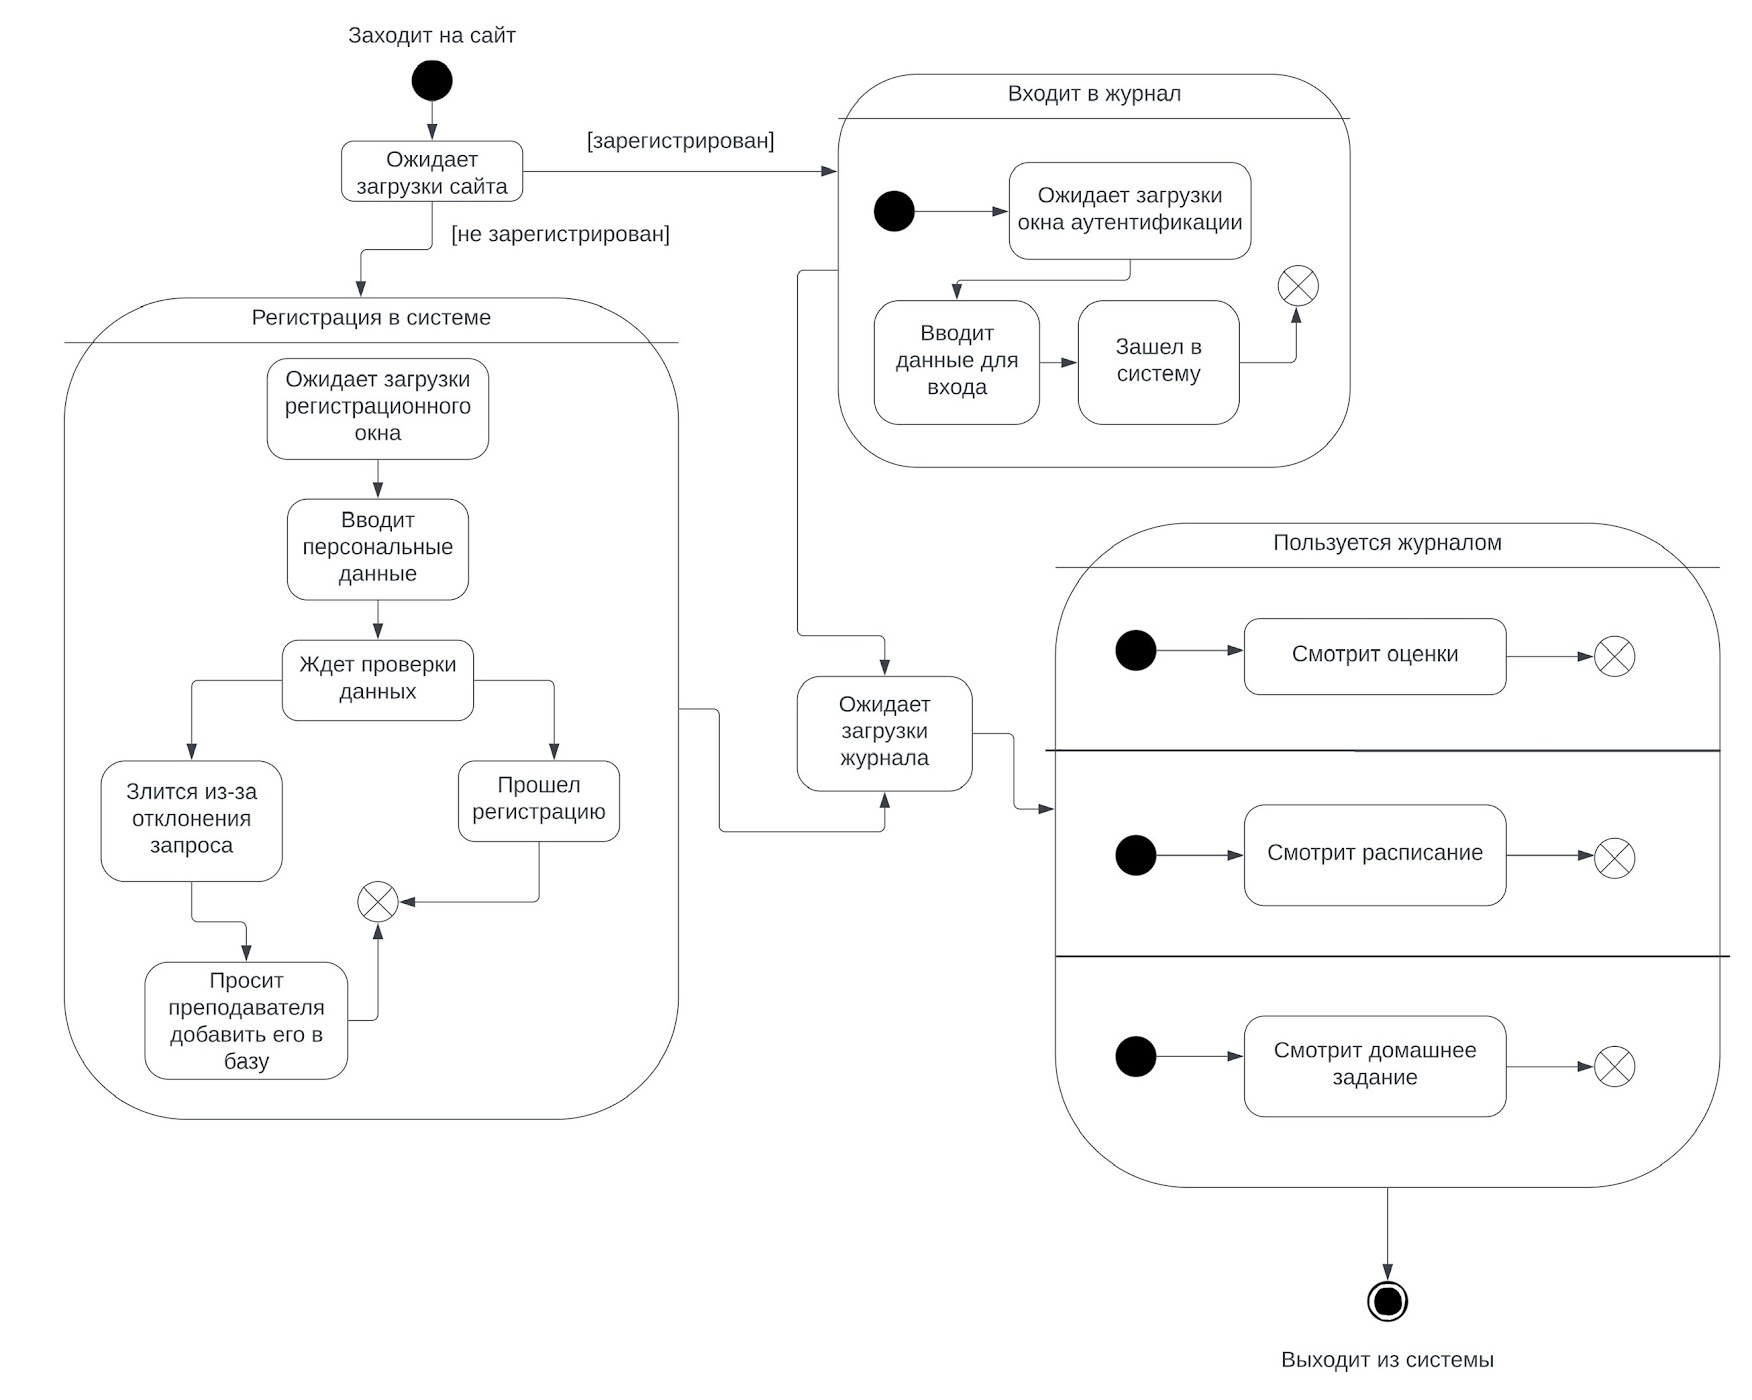 Заходит на сайт
Ожидает
загрузки сайта
[зарегистрирован]
[не зарегистрирован]
Входит в журнал
Ожидает загрузки
окна аутентификации
Вводит
данные для
входа
Зашел в
систему
Регистрация в системе
Ожидает загрузки
регистрационного
окна
Вводит
персональные
данные
Ждет проверки
данных
Злится из-за
отклонения
запроса
Прошел
регистрацию
Просит
преподавателя
добавить его в
базу
Ожидает
загрузки
журнала
Пользуется журналом
Смотрит оценки
Смотрит расписание
Смотрит домашнее
задание
Выходит из системы